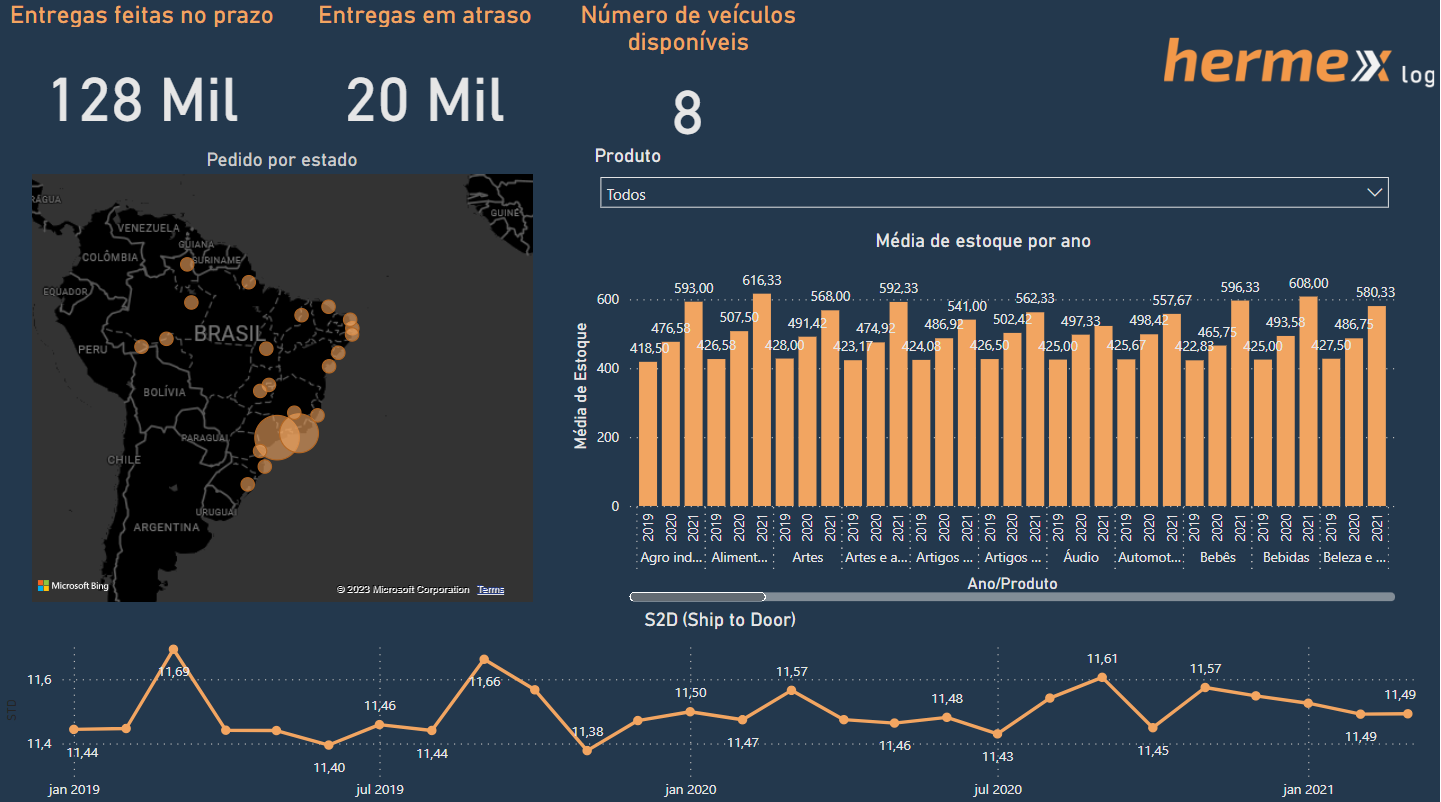 Entregas feitas no prazo
128 Mil
Entregas em atraso
20 Mil
Número de veículos
disponíveis
8
hermex log
Pedido por estado
RÁGUA
VENEZUELA
GUIANA
SURINAME
COLÔMBIA
EQUADOR
GUINÉ
BRASIL
PERU
BOLÍVIA
PARAGUAI
CHILE
URUGUAI
ARGENTINA
Microsoft Bing
© 2023 Microsoft Corporation Terms
Produto
Todos
Média de estoque por ano
Média de Estoque
600
400
200
0
418,50 476,58 593,00
426,58 507,50 616,33
428,00 491,42 568,00
423,17 474,92 592,33
424,08 486,92 541,00
426,50 502,42 562,33
425,00 497,33
425,67 498,42 557,67
422,83 465,75 596,33
425,00 493,58 608,00
427,50 486,75 580,33
2019 2020 2021 2019 2020 2021 2019 2020 2021 2019 2020 2021 2019 2020 2021 2019 2020 2021 2019 2020 2021 2019 2020 2021 2019 2020 2021 2019 2020 2021 2019 2020 2021
Agro ind... Aliment... Artes Artes e a... Artigos ... Artigos ... Áudio Automot... Bebês Bebidas Beleza e ...
Ano/Produto
S2D (Ship to Door)
STD
11,6
11,4
11,44 11,69 11,40 11,46 11,44 11,66 11,38 11,50 11,47 11,57 11,46 11,48 11,43 11,61 11,45 11,57 11,49 11,49
jan 2019 jul 2019 jan 2020 jul 2020 jan 2021